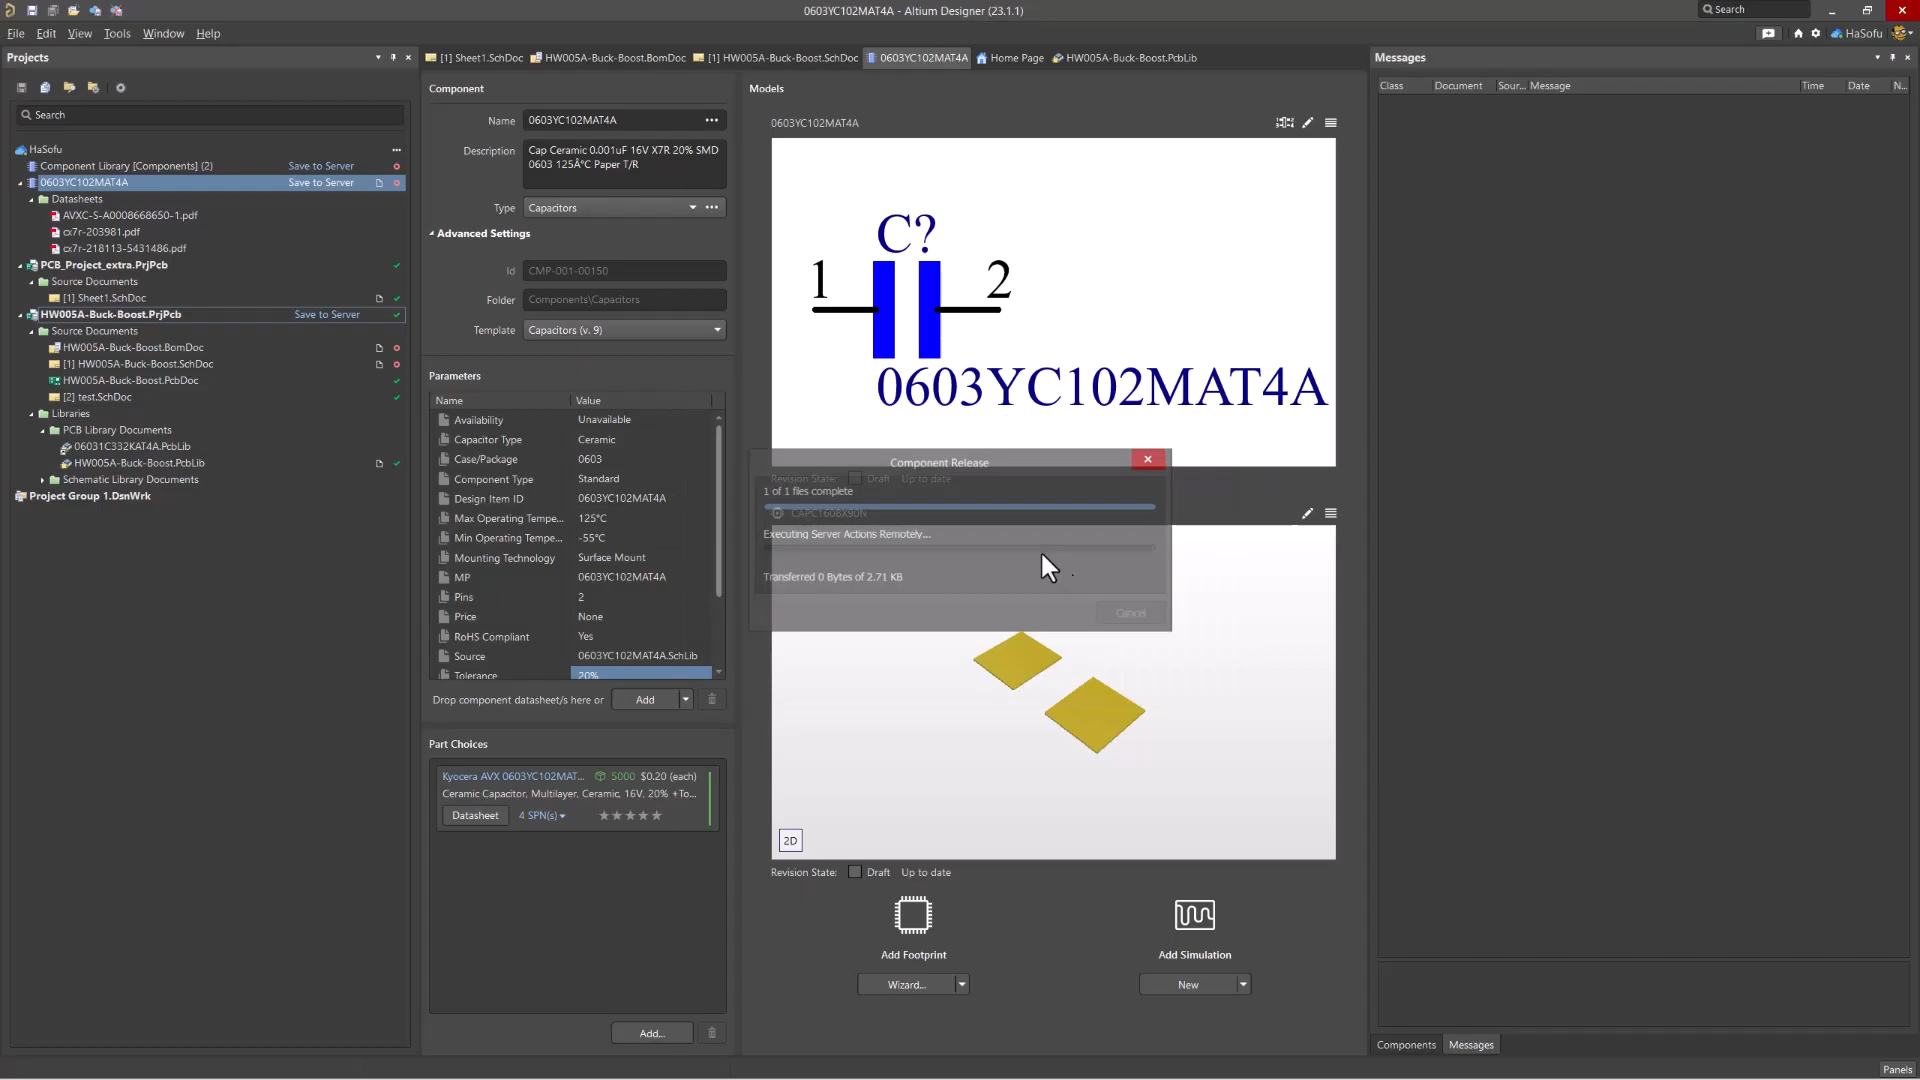 0603YC102MAT4A - Altium Designer (23.1.1)
Search
File Edit View Tools Window Help
HaSofu
Projects
[1] Sheet1.SchDoc HW005A-Buck-Boost.BomDoc [1] HW005A-Buck-Boost.SchDoc 0603YC102MAT4A Home Page HW005A-Buck-Boost.PcbLib
Messages
Search
HaSofu
Component Library [Components] (2) Save to Server
0603YC102MAT4A Save to Server
Datasheets
AVXC-S-A0008668650-1.pdf
cx7r-203981.pdf
cx7r-218113-5431486.pdf
PCB_Project_extra.PrjPcb
Source Documents
[1] Sheet1.SchDoc
HW005A-Buck-Boost.PrjPcb Save to Server
Source Documents
HW005A-Buck-Boost.BomDoc
[1] HW005A-Buck-Boost.SchDoc
HW005A-Buck-Boost.PcbDoc
[2] test.SchDoc
Libraries
PCB Library Documents
06031C332KAT4A.PcbLib
HW005A-Buck-Boost.PcbLib
Schematic Library Documents
Project Group 1.DsnWrk
Component
Name 0603YC102MAT4A
Description Cap Ceramic 0.001uF 16V X7R 20% SMD
0603 125Â°C Paper T/R
Type Capacitors
Advanced Settings
Id CMP-001-00150
Folder Components\Capacitors
Template Capacitors (v. 9)
Parameters
Name Value
Availability Unavailable
Capacitor Type Ceramic
Case/Package 0603
Component Type Standard
Design Item ID 0603YC102MAT4A
Max Operating Tempe... 125°C
Min Operating Tempe... -55°C
Mounting Technology Surface Mount
MP 0603YC102MAT4A
Pins 2
Price None
RoHS Compliant Yes
Source 0603YC102MAT4A.SchLib
Tolerance 20%
Drop component datasheet/s here or Add
Part Choices
Kyocera AVX 0603YC102MAT... 5000 $0.20 (each)
Ceramic Capacitor, Multilayer, Ceramic, 16V, 20% +To...
Datasheet 4 SPN(s)
Add...
Models
0603YC102MAT4A
C?
1 2
0603YC102MAT4A
Component Release
Revision State: Draft Up to date
1 of 1 files complete
CAPC1608X90N
Executing Server Actions Remotely...
Transferred 0 Bytes of 2.71 KB
Cancel
2D
Revision State: Draft Up to date
Add Footprint Add Simulation
Wizard... New
Class Document Sour... Message Time Date N...
Components Messages
Panels